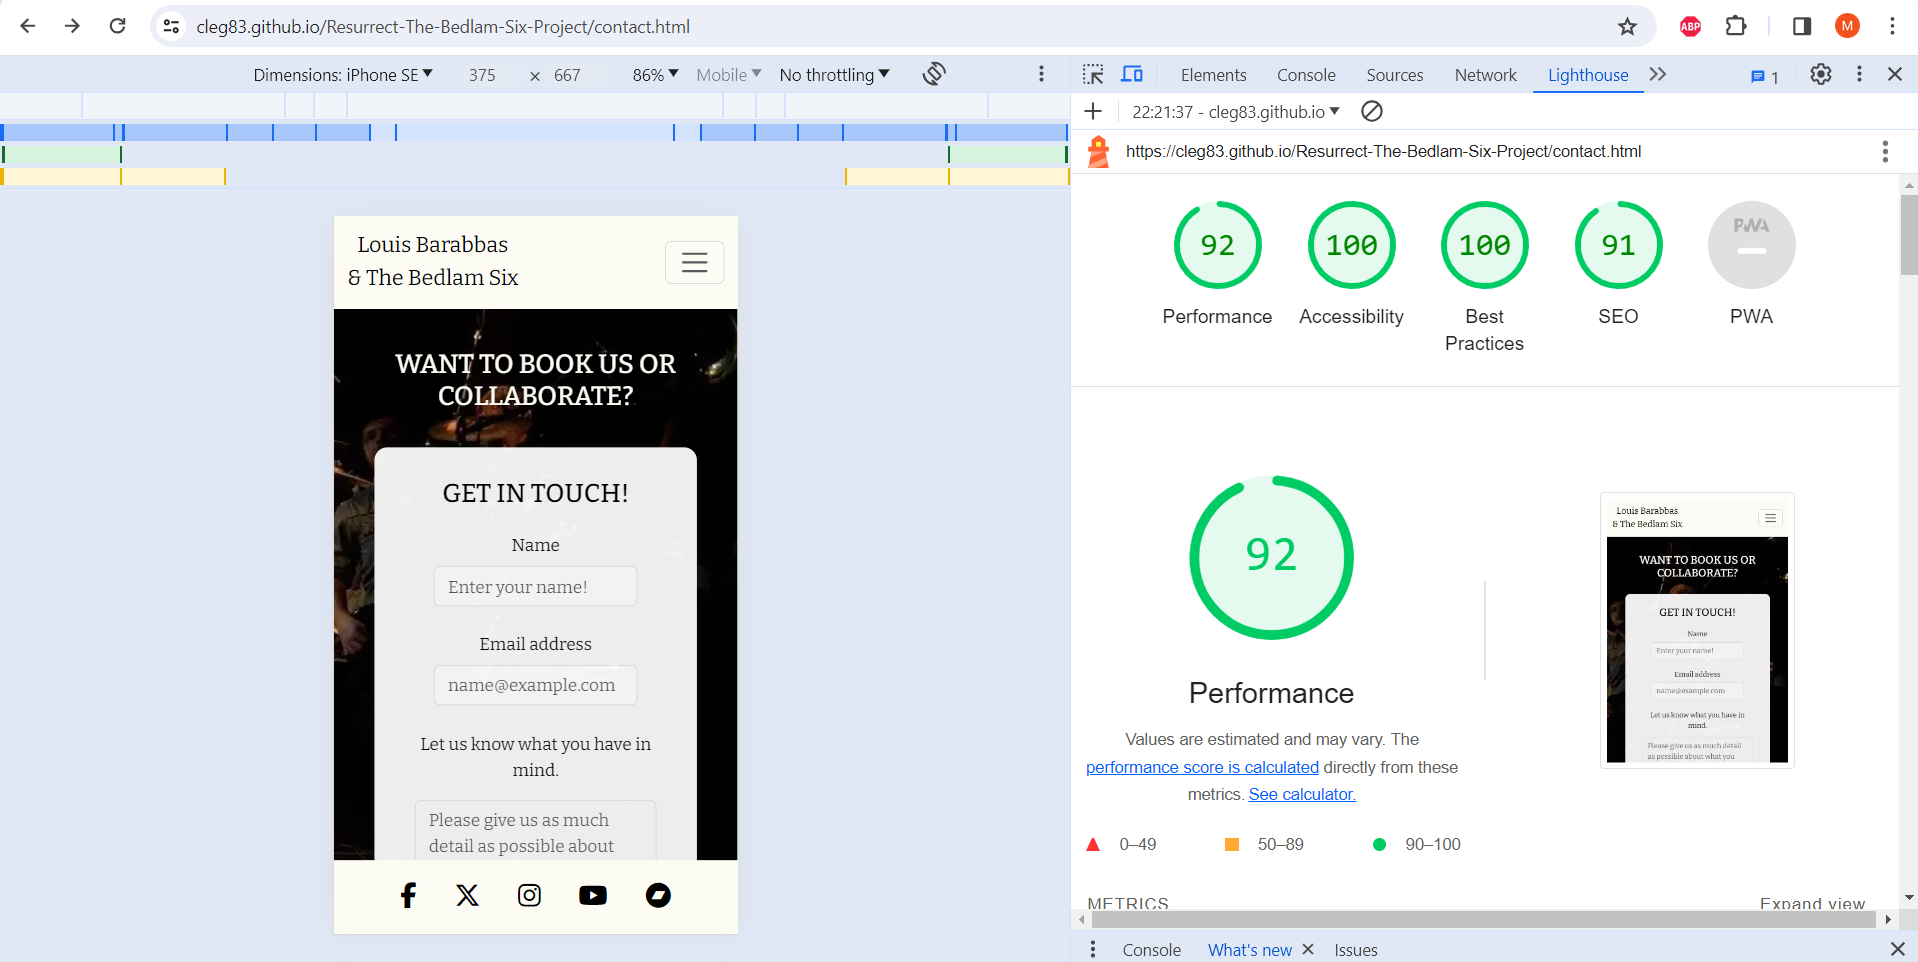 cleg83.github.io/Resurrect-The-Bedlam-Six-Project/contact.html
ABP
M
Dimensions: iPhone SE 375 × 667 86% Mobile No throttling
Elements Console Sources Network Lighthouse 1
22:21:37 - cleg83.github.io
https://cleg83.github.io/Resurrect-The-Bedlam-Six-Project/contact.html
Louis Barabbas
& The Bedlam Six
WANT TO BOOK US OR
COLLABORATE?
GET IN TOUCH!
Name
Enter your name!
Email address
name@example.com
Let us know what you have in
mind.
Please give us as much
detail as possible about
92 100 100 91 PWA
Performance Accessibility Best Practices SEO PWA
92
Performance
Values are estimated and may vary. The
performance score is calculated directly from these
metrics. See calculator.
0–49 50–89 90–100
Louis Barabbas
& The Bedlam Six
WANT TO BOOK US OR
COLLABORATE?
GET IN TOUCH!
Name
Enter your name!
Email address
name@example.com
Let us know what you have in
mind.
Please give us as much detail
as possible about what you
METRICS Expand view
Console What's new Issues